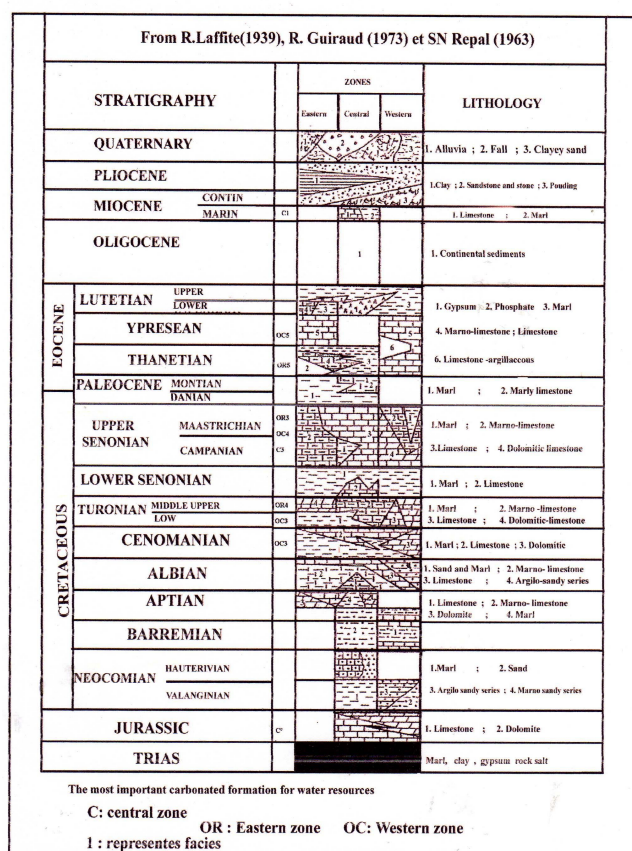 From R.Laffite(1939), R. Guiraud (1973) et SN Repal (1963)
STRATIGRAPHY
ZONES
Eastern Central Western
LITHOLOGY
QUATERNARY
1. Alluvia ; 2. Fall ; 3. Clayey sand
PLIOCENE
1.Clay ; 2. Sandstone and stone ; 3. Pouding
MIOCENE
CONTIN
MARIN
C1
1. Limestone ; 2. Marl
OLIGOCENE
1
1. Continental sediments
EOCENE
LUTETIAN
UPPER
LOWER
1. Gypsum 2. Phosphate 3. Marl
YPRESEAN
OC5
5
5
4. Marno-limestone ; Limestone
THANETIAN
OR5
6
6. Limestone -argillaceous
PALEOCENE
MONTIAN
DANIAN
1. Marl ; 2. Marly limestone
CRETACEOUS
UPPER
SENONIAN
MAASTRICHIAN
CAMPANIAN
OR3
OC4
C3
1.Marl ; 2. Marno-limestone
3.Limestone ; 4. Dolomitic limestone
LOWER SENONIAN
1. Marl ; 2. Limestone
TURONIAN
MIDDLE UPPER
LOW
OR4
OC3
1. Marl ; 2. Marno -limestone
3. Limestone ; 4. Dolomitic-limestone
CENOMANIAN
OC3
1. Marl ; 2. Limestone ; 3. Dolomitic
ALBIAN
1. Sand and Marl ; 2. Marno- limestone
3. Limestone ; 4. Argilo-sandy series
APTIAN
1. Limestone ; 2. Marno- limestone
3. Dolomite ; 4. Marl
BARREMIAN
NEOCOMIAN
HAUTERIVIAN
VALANGINIAN
1.Marl ; 2. Sand
3. Argilo sandy series ; 4. Marno sandy series
JURASSIC
1. Limestone ; 2. Dolomite
TRIAS
Marl, clay , gypsum rock salt
The most important carbonated formation for water resources
C: central zone
OR : Eastern zone OC: Western zone
1 : representes facies